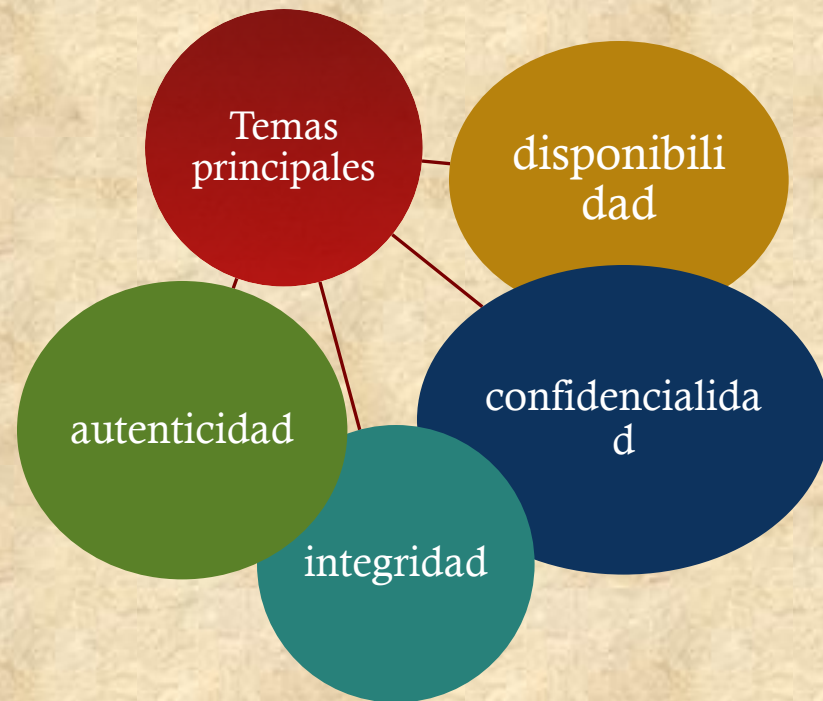 Temas
principales
disponibili
dad
confidencialida
d
autenticidad
integridad